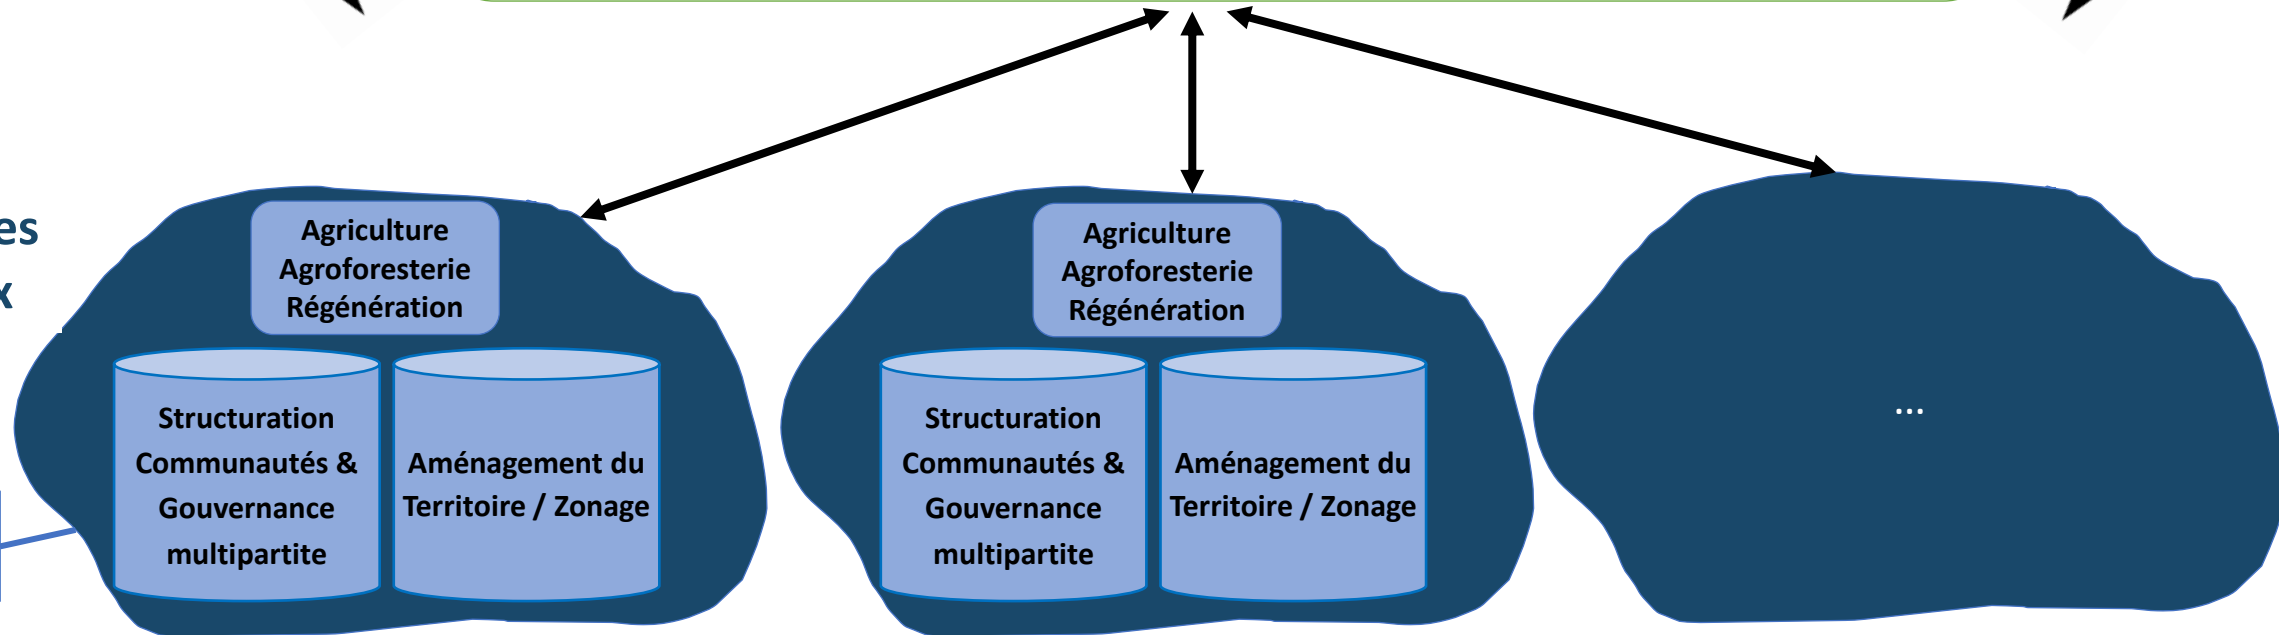 Agriculture
Agroforesterie
Régénération
Structuration
Communautés &
Gouvernance
multipartite
Aménagement du
Territoire / Zonage
Agriculture
Agroforesterie
Régénération
Structuration
Communautés &
Gouvernance
multipartite
Aménagement du
Territoire / Zonage
...